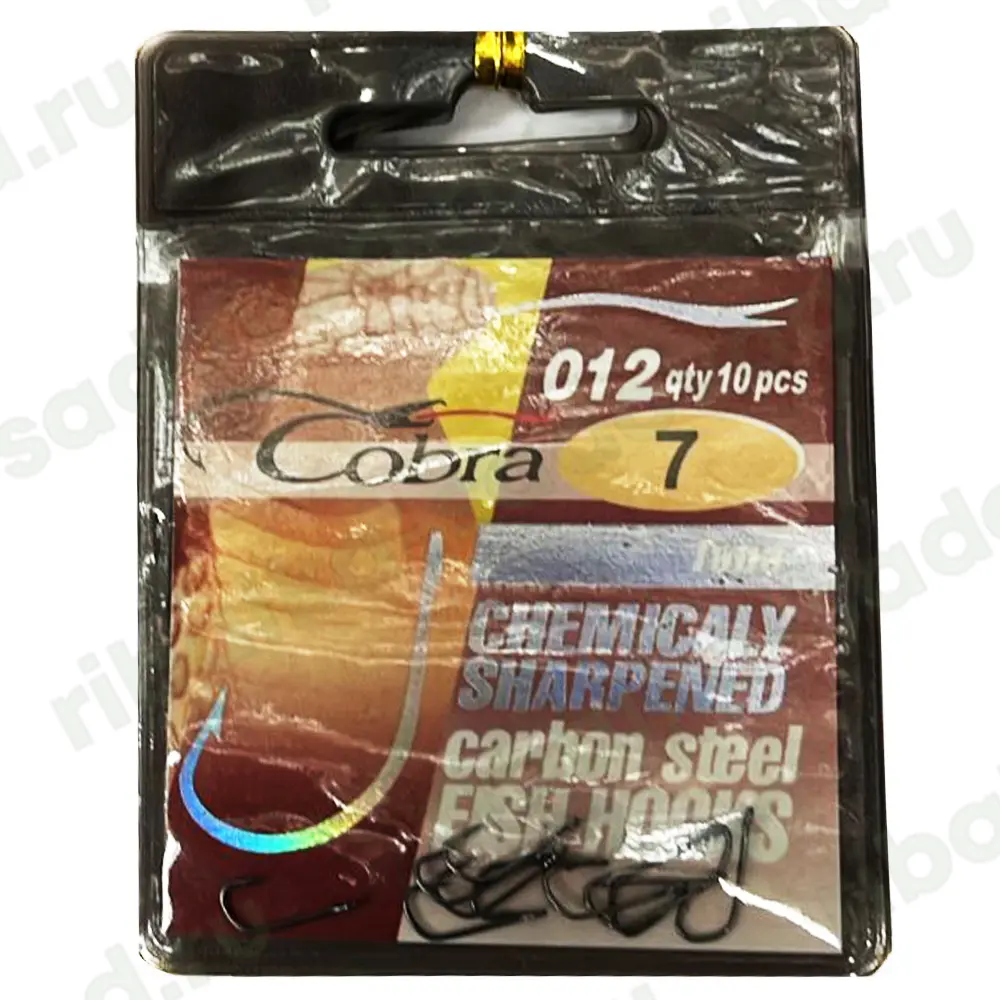 012 qty 10 pcs
Cobra
7
CHEMICALY
SHARPENED
carbon steel
FISH HOOKS